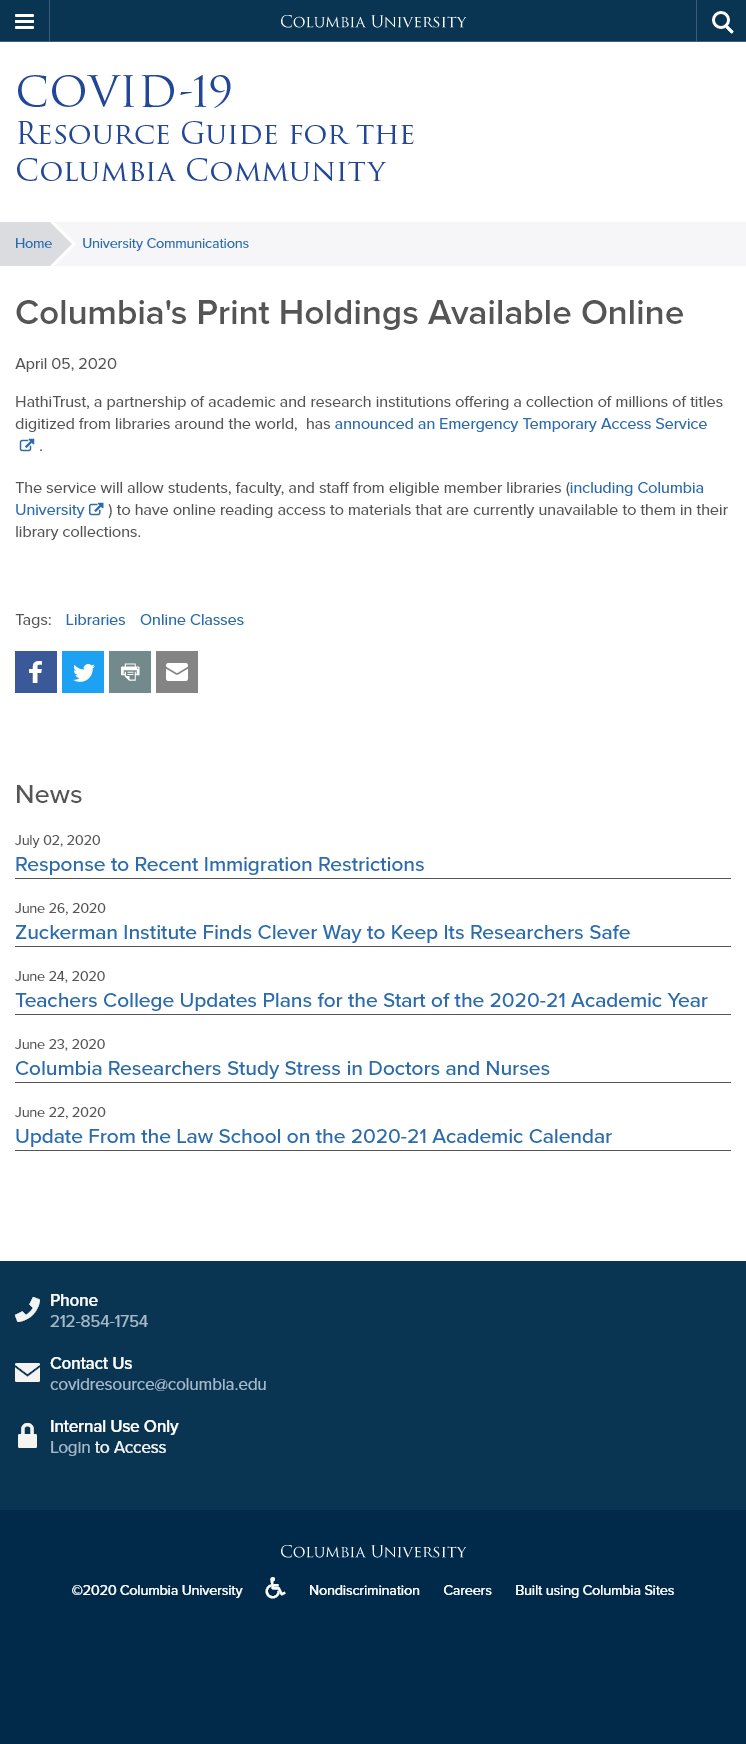 Columbia University
COVID-19
Resource Guide for the
Columbia Community
Home University Communications
Columbia's Print Holdings Available Online
April 05, 2020
HathiTrust, a partnership of academic and research institutions offering a collection of millions of titles
digitized from libraries around the world, has announced an Emergency Temporary Access Service
.
The service will allow students, faculty, and staff from eligible member libraries (including Columbia
University ) to have online reading access to materials that are currently unavailable to them in their
library collections.
Tags: Libraries Online Classes
News
July 02, 2020
Response to Recent Immigration Restrictions
June 26, 2020
Zuckerman Institute Finds Clever Way to Keep Its Researchers Safe
June 24, 2020
Teachers College Updates Plans for the Start of the 2020-21 Academic Year
June 23, 2020
Columbia Researchers Study Stress in Doctors and Nurses
June 22, 2020
Update From the Law School on the 2020-21 Academic Calendar
Phone
212-854-1754
Contact Us
covidresource@columbia.edu
Internal Use Only
Login to Access
Columbia University
©2020 Columbia University Nondiscrimination Careers Built using Columbia Sites